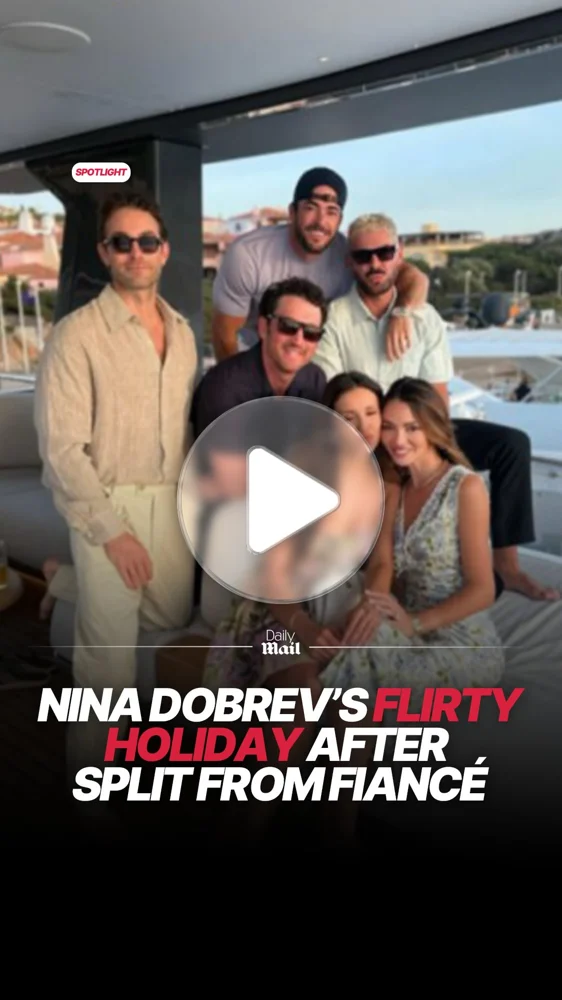 SPOTLIGHT
Daily
Mail
NINA DOBREV'S FLIRTY
HOLIDAY AFTER
SPLIT FROM FIANCÉ